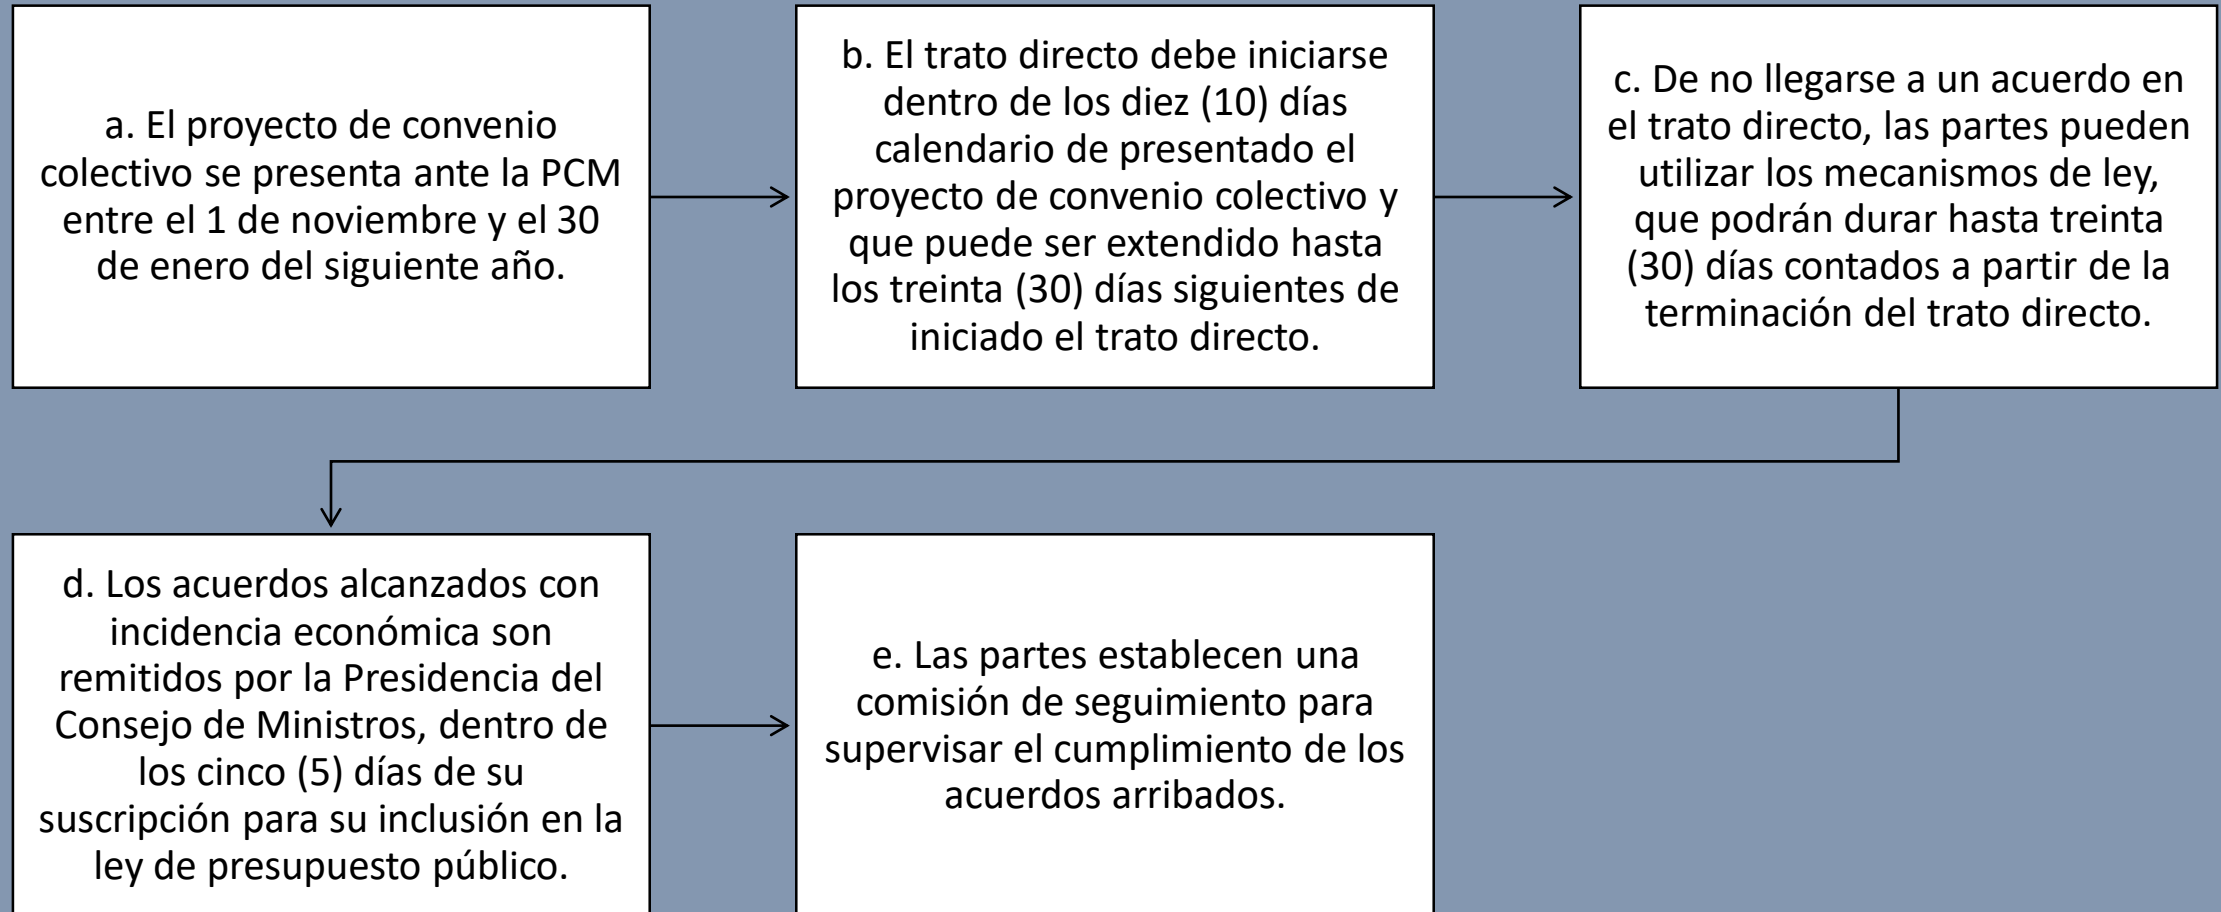 a. El proyecto de convenio
colectivo se presenta ante la PCM
entre el 1 de noviembre y el 30
de enero del siguiente año.
b. El trato directo debe iniciarse
dentro de los diez (10) días
calendario de presentado el
proyecto de convenio colectivo y
que puede ser extendido hasta
los treinta (30) días siguientes de
iniciado el trato directo.
c. De no llegarse a un acuerdo en
el trato directo, las partes pueden
utilizar los mecanismos de ley,
que podrán durar hasta treinta
(30) días contados a partir de la
terminación del trato directo.
d. Los acuerdos alcanzados con
incidencia económica son
remitidos por la Presidencia del
Consejo de Ministros, dentro de
los cinco (5) días de su
suscripción para su inclusión en la
ley de presupuesto público.
e. Las partes establecen una
comisión de seguimiento para
supervisar el cumplimiento de los
acuerdos arribados.